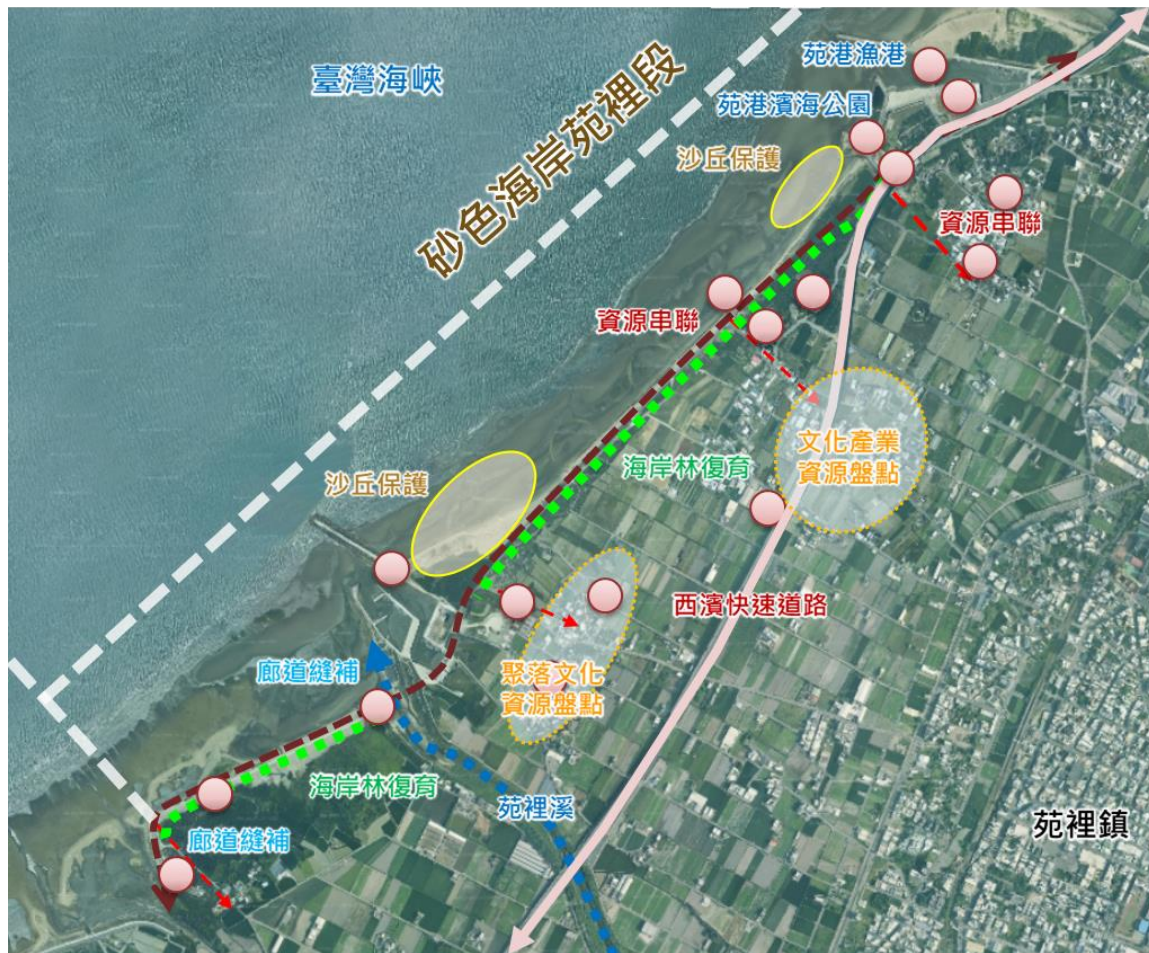 臺灣海峽
砂色海岸苑裡段
苑港漁港
苑港濱海公園
沙丘保護
資源串聯
資源串聯
文化產業
資源盤點
海岸林復育
沙丘保護
西濱快速道路
聚落文化
資源盤點
廊道縫補
海岸林復育
苑裡溪
苑裡鎮
廊道縫補